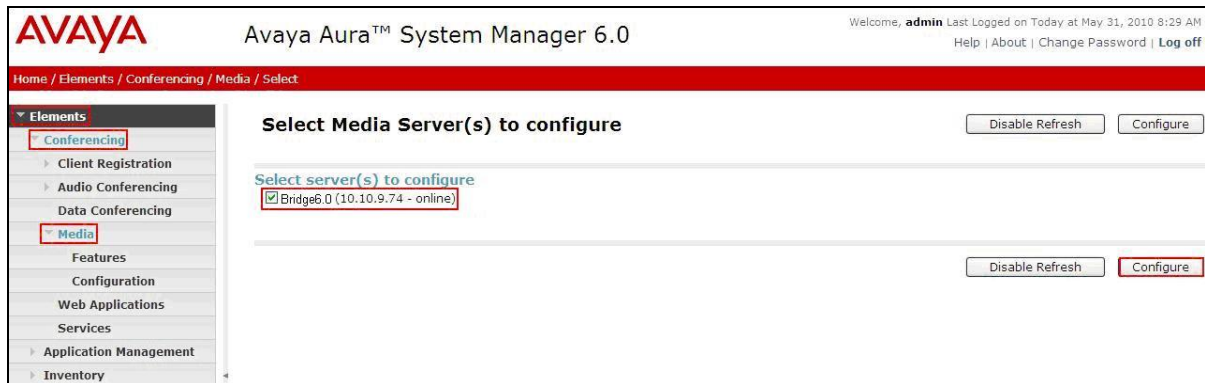 AVAYA
Avaya Aura™ System Manager 6.0
Welcome, admin Last Logged on Today at May 31, 2010 8:29 AM
Help | About | Change Password | Log off
Home / Elements / Conferencing / Media / Select
Elements
Conferencing
Client Registration
Audio Conferencing
Data Conferencing
Media
Features
Configuration
Web Applications
Services
Application Management
Inventory
Select Media Server(s) to configure
Disable Refresh
Configure
Select server(s) to configure
Bridge6.0 (10.10.9.74 - online)
Disable Refresh
Configure